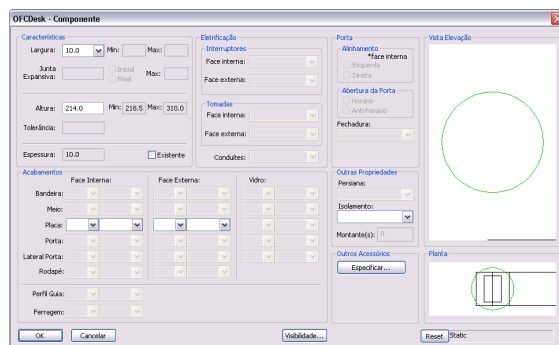 OFCDesk - Componente
Características
Largura: 10.0 Min: Max:
Junta Expansiva: Inicial Final Max:
Altura: 214.0 Min: 218.5 Max: 310.0
Tolerância:
Espessura: 10.0 Existente
Eletrificação
Interruptores
Face interna:
Face externa:
Tomadas
Face interna:
Face externa:
Conduítes:
Porta
Alinhamento
*face interna
Esquerda
Direita
Abertura da Porta
Horário
Anti-horário
Fechadura:
Vista Elevação
Acabamentos
Face Interna: Face Externa: Vidro:
Bandeira:
Meio:
Placa:
Porta:
Lateral Porta:
Rodapé:
Perfil Guia:
Ferragem:
Outras Propriedades
Persiana:
Isolamento:
Montante(s): 0
Outros Acessórios
Especificar...
Planta
OK Cancelar Visibilidade... Reset Static